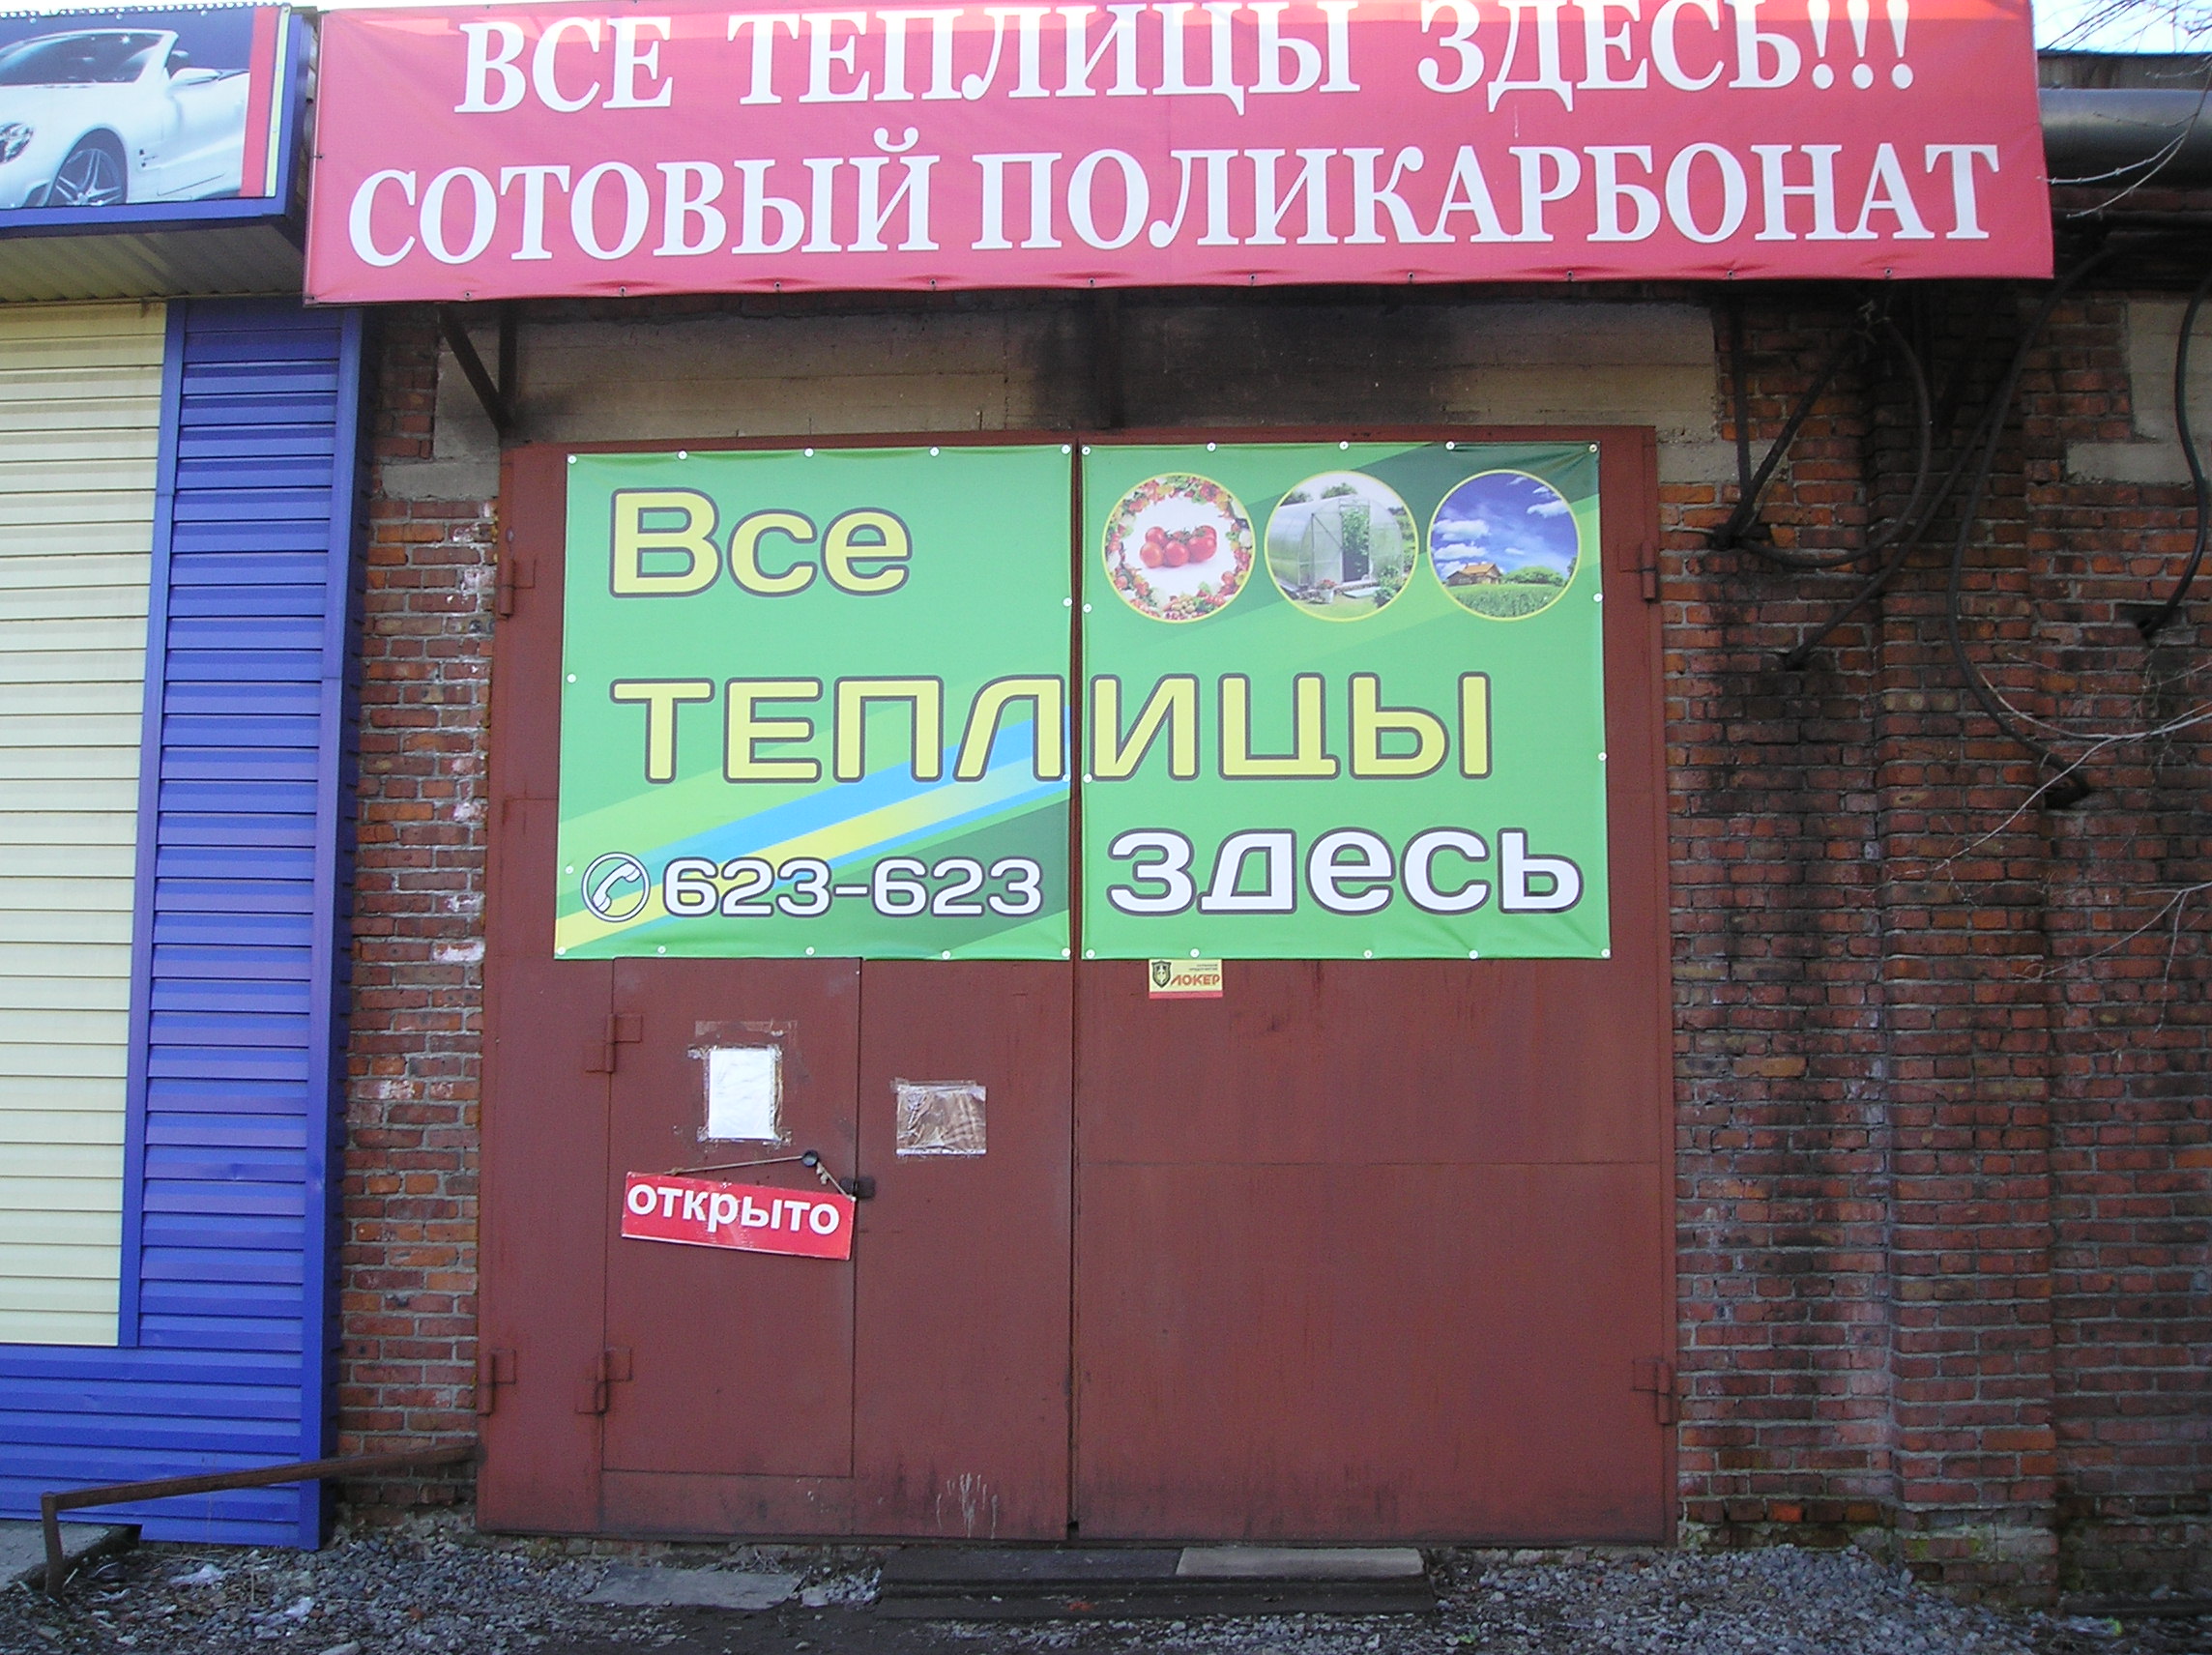 ВСЕ ТЕПЛИЦЫ ЗДЕСЬ!!!
СОТОВЫЙ ПОЛИКАРБОНАТ
Все
ТЕПЛИЦЫ
623-623 здесь
ЛОКЕР
ОТКРЫТО